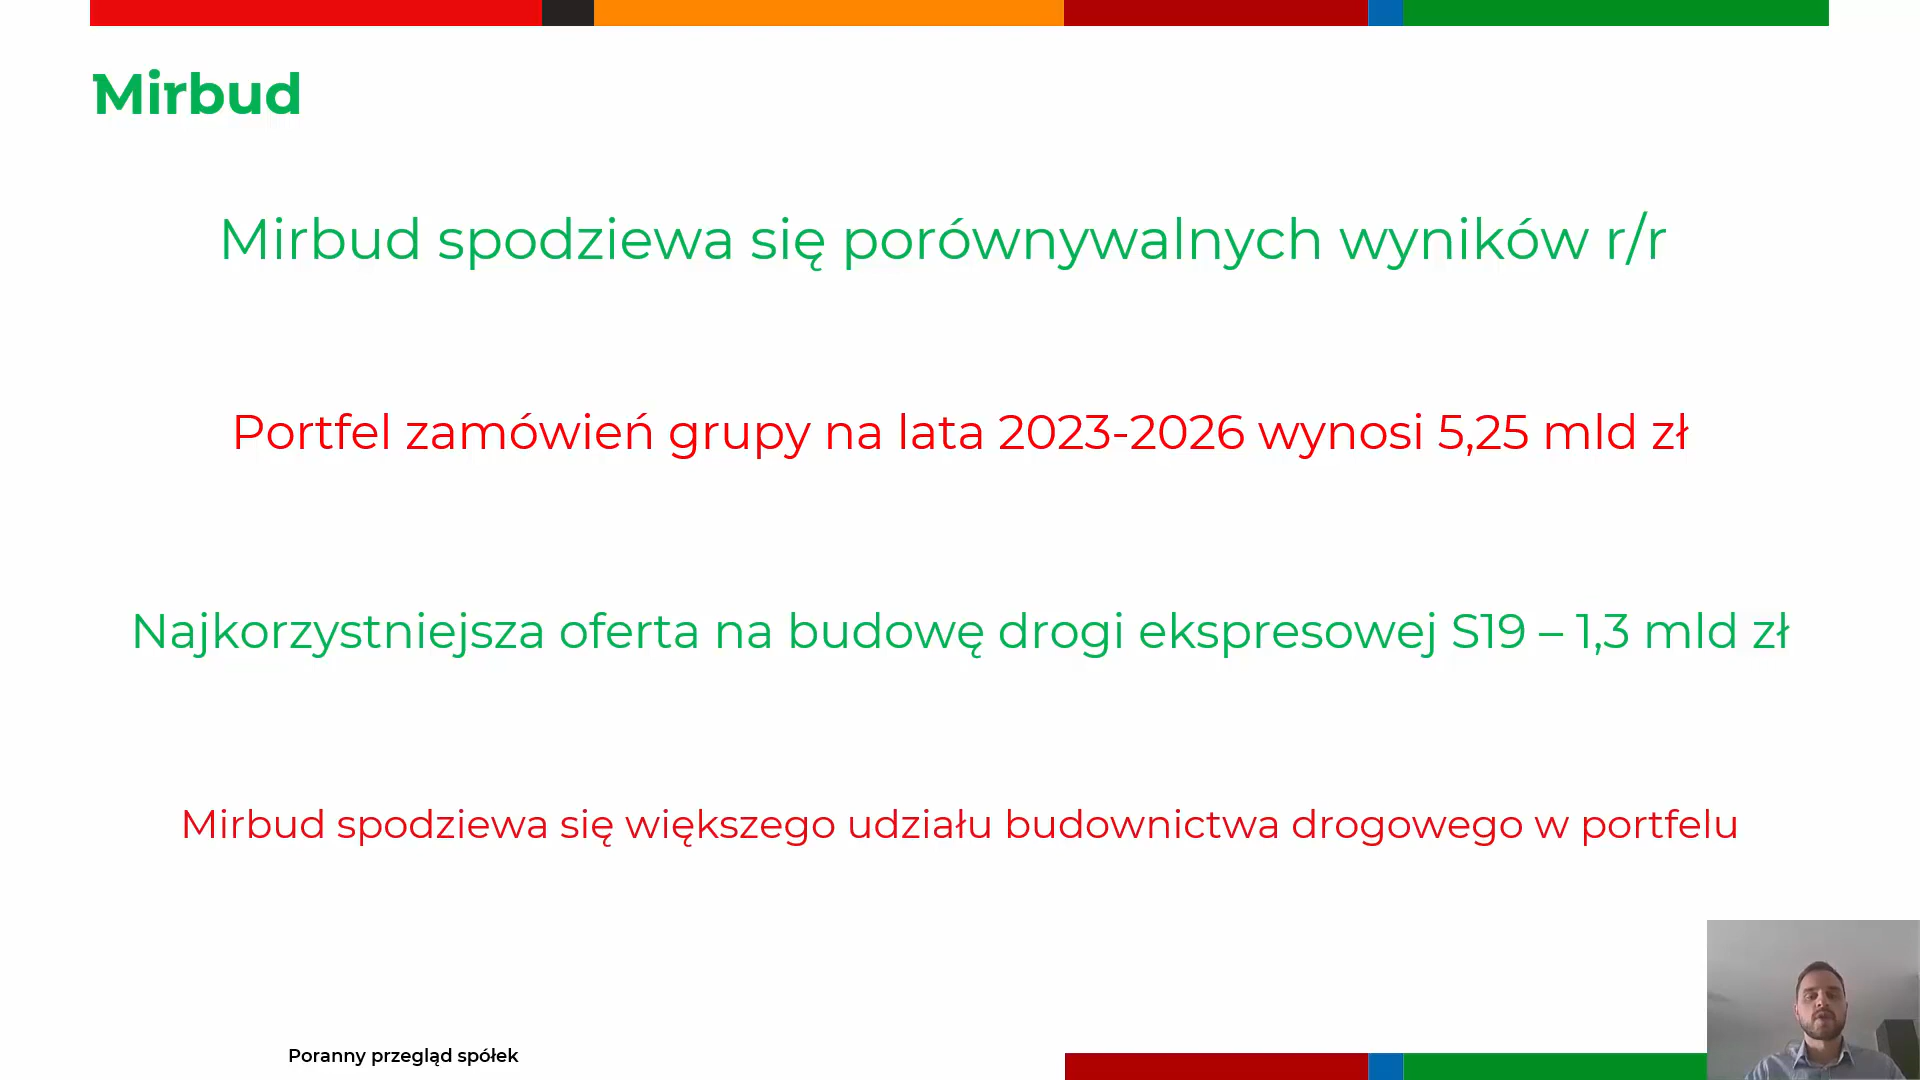 Mirbud
Mirbud spodziewa się porównywalnych wyników r/r
Portfel zamówień grupy na lata 2023-2026 wynosi 5,25 mld zł
Najkorzystniejsza oferta na budowę drogi ekspresowej S19 – 1,3 mld zł
Mirbud spodziewa się większego udziału budownictwa drogowego w portfelu
Poranny przegląd spółek